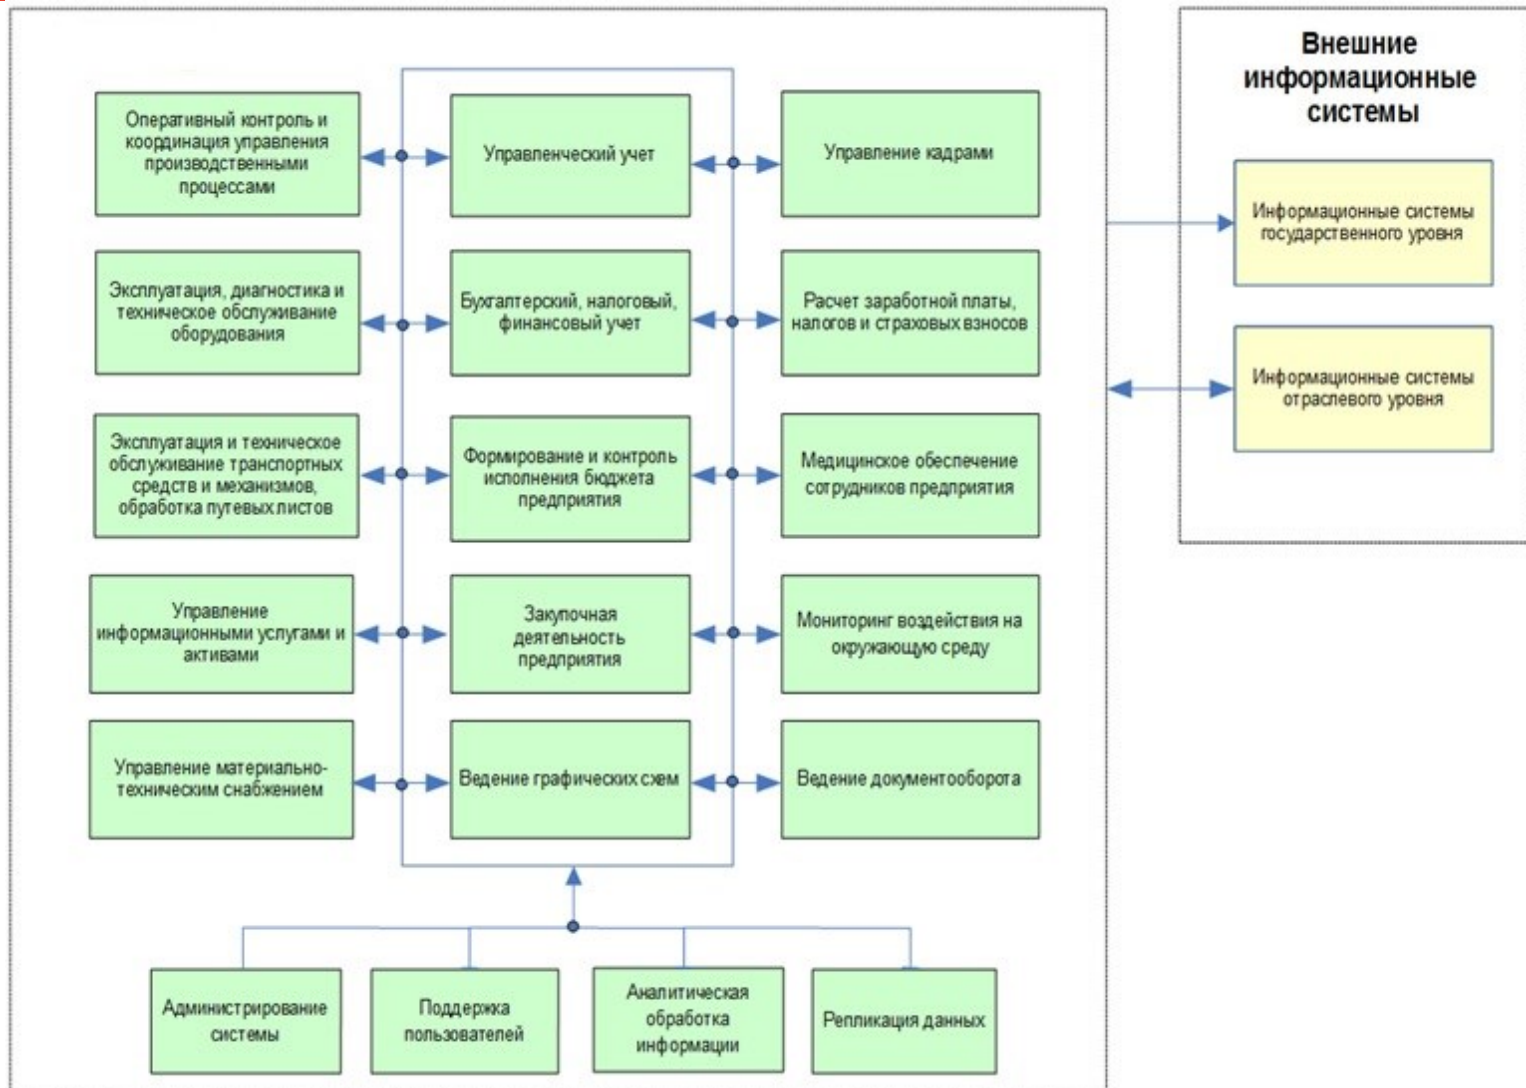 Внешние
информационные
системы
Оперативный контроль и
координация управления
производственными
процессами
Управленческий учет
Управление кадрами
Информационные системы
государственного уровня
Эксплуатация, диагностика и
техническое обслуживание
оборудования
Бухгалтерский, налоговый,
финансовый учет
Расчет заработной платы,
налогов и страховых взносов
Информационные системы
отраслевого уровня
Эксплуатация и техническое
обслуживание транспортных
средств и механизмов,
обработка путевых листов
Формирование и контроль
исполнения бюджета
предприятия
Медицинское обеспечение
сотрудников предприятия
Управление
информационными услугами и
активами
Закупочная
деятельность
предприятия
Мониторинг воздействия на
окружающую среду
Управление материально-
техническим снабжением
Ведение графических схем
Ведение документооборота
Администрирование
системы
Поддержка
пользователей
Аналитическая
обработка
информации
Репликация данных